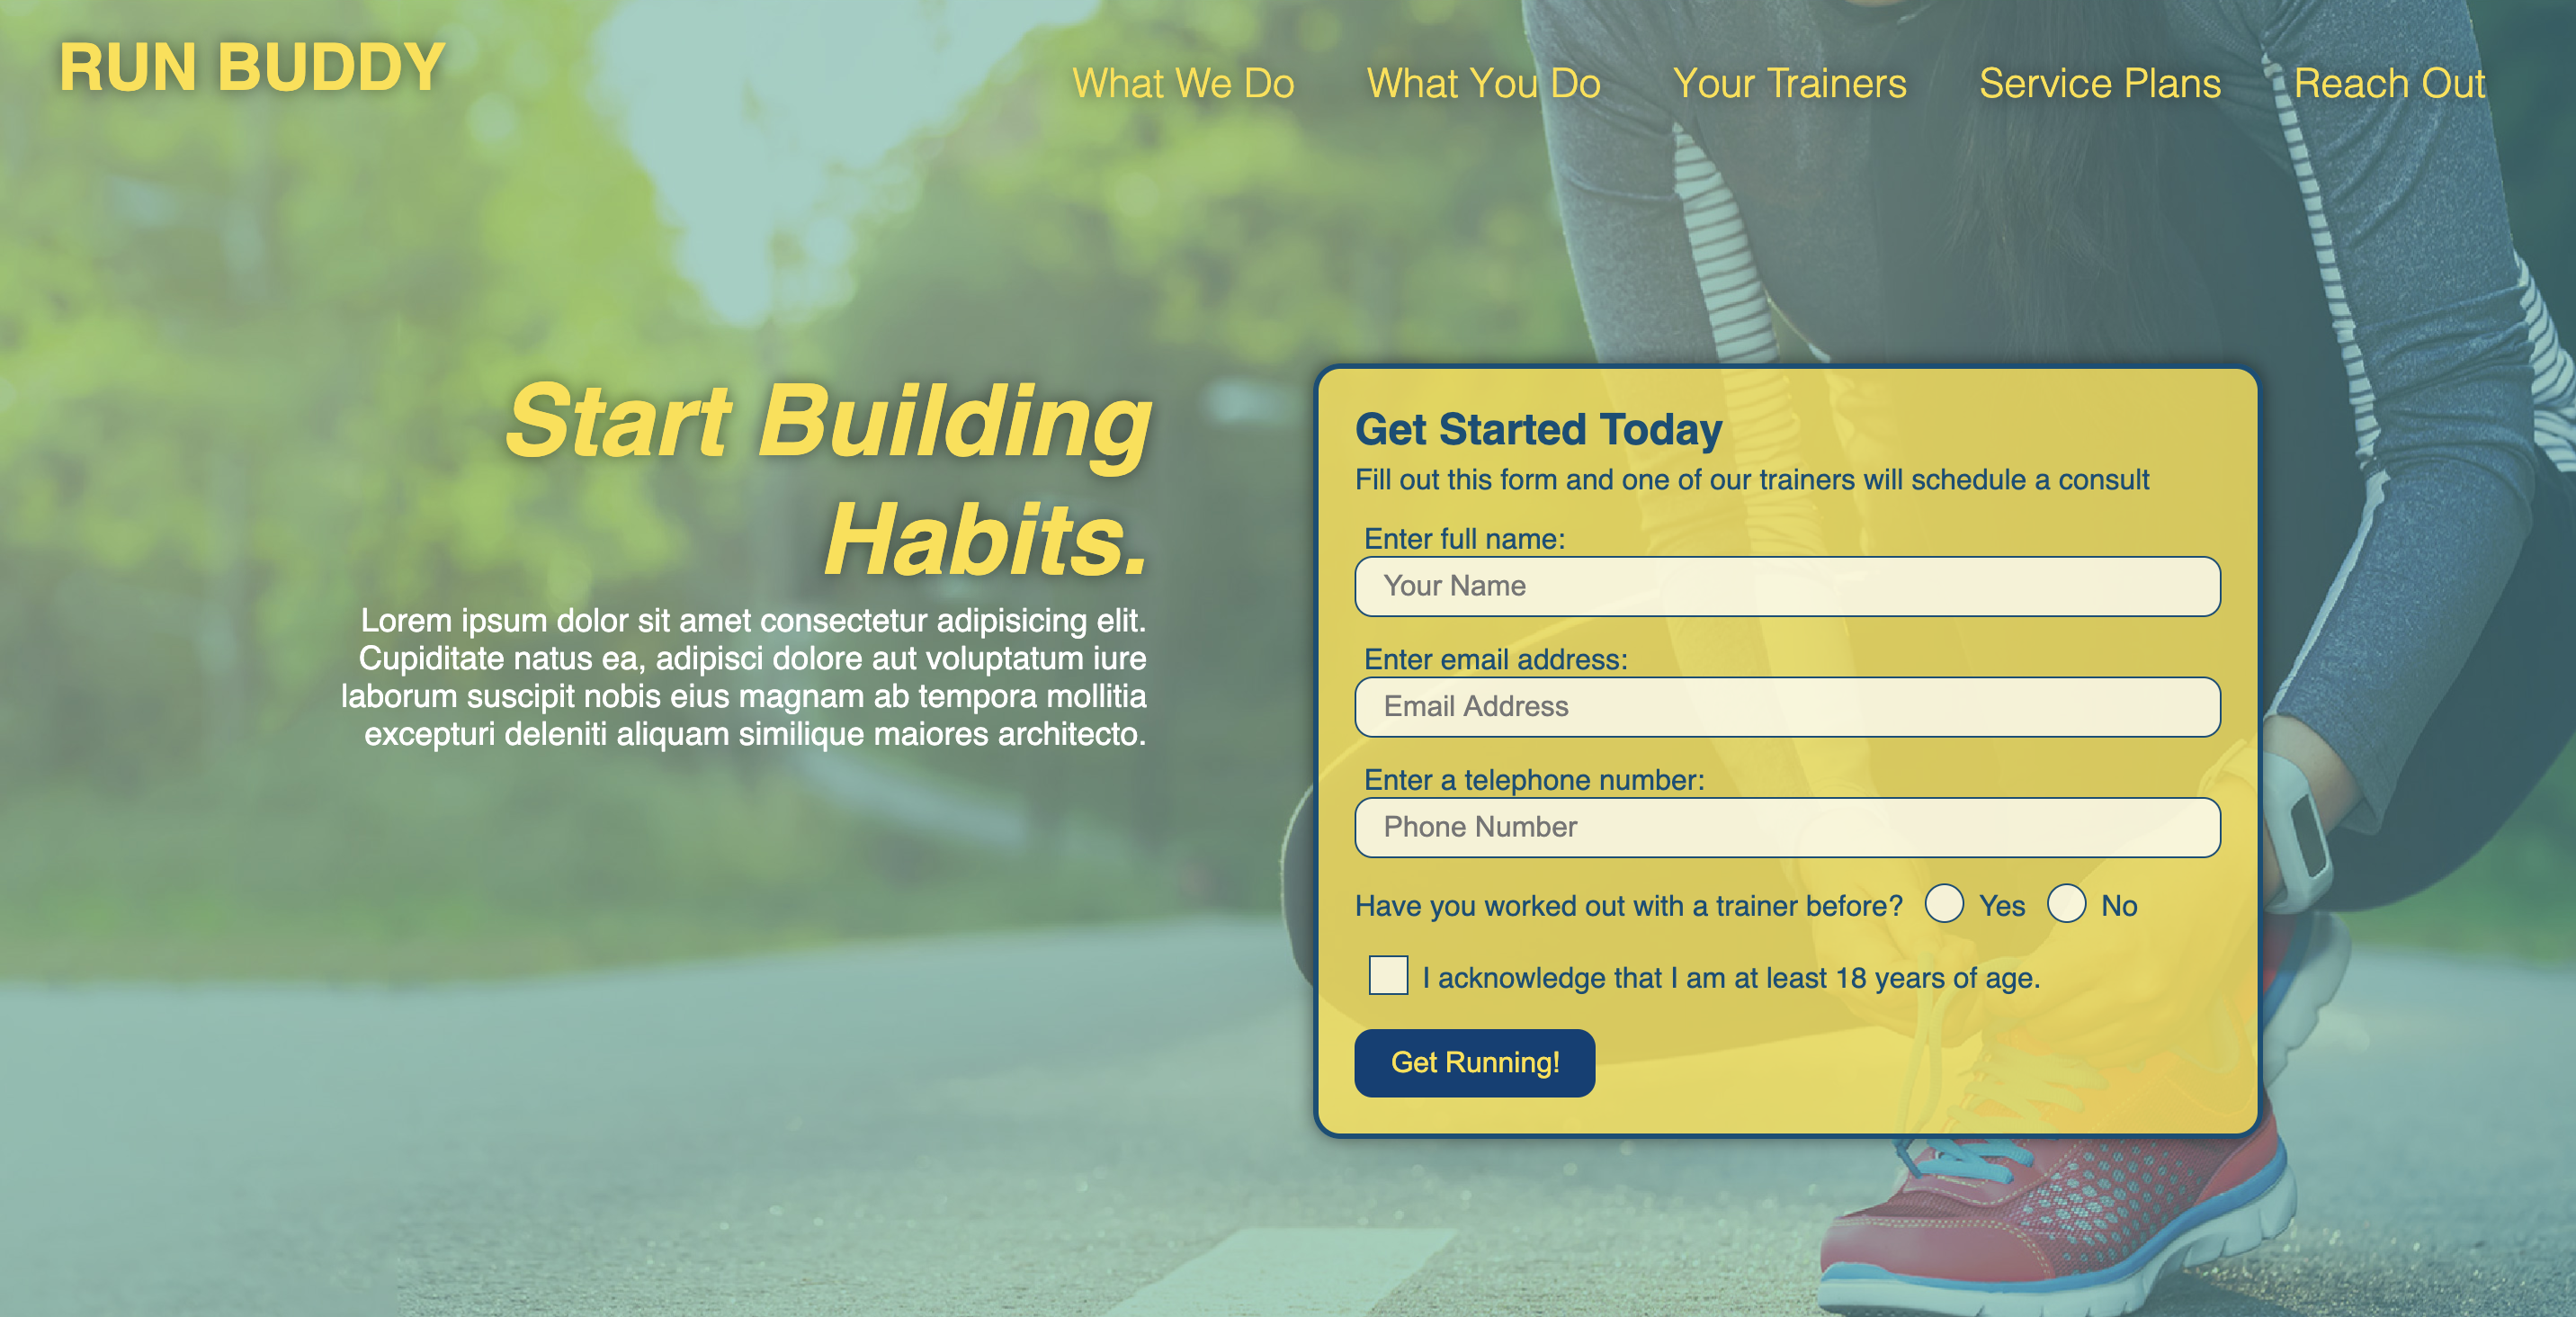 RUN BUDDY
What We Do
What You Do
Your Trainers
Service Plans
Reach Out
Start Building
Habits.
Lorem ipsum dolor sit amet consectetur adipisicing elit.
Cupiditate natus ea, adipisci dolore aut voluptatum iure
laborum suscipit nobis eius magnam ab tempora mollitia
excepturi deleniti aliquam similique maiores architecto.
Get Started Today
Fill out this form and one of our trainers will schedule a consult
Enter full name:
Your Name
Enter email address:
Email Address
Enter a telephone number:
Phone Number
Have you worked out with a trainer before? Yes No
I acknowledge that I am at least 18 years of age.
Get Running!